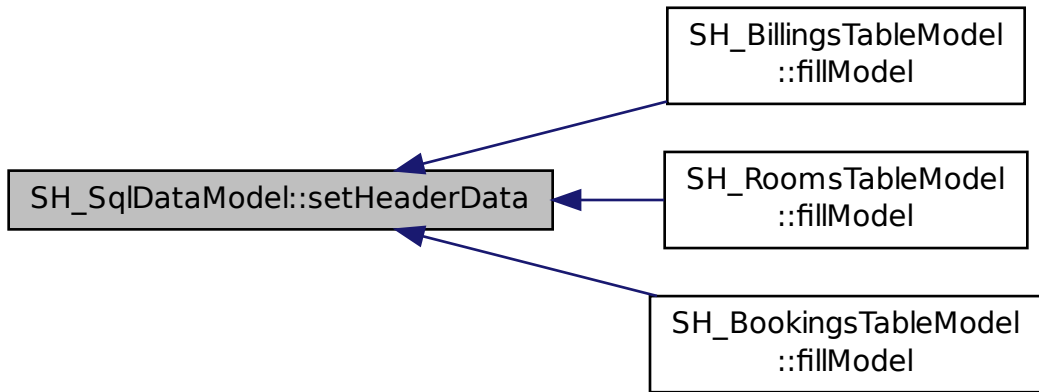 SH_BillingsTableModel
::fillModel
SH_SqlDataModel::setHeaderData
SH_RoomsTableModel
::fillModel
SH_BookingsTableModel
::fillModel